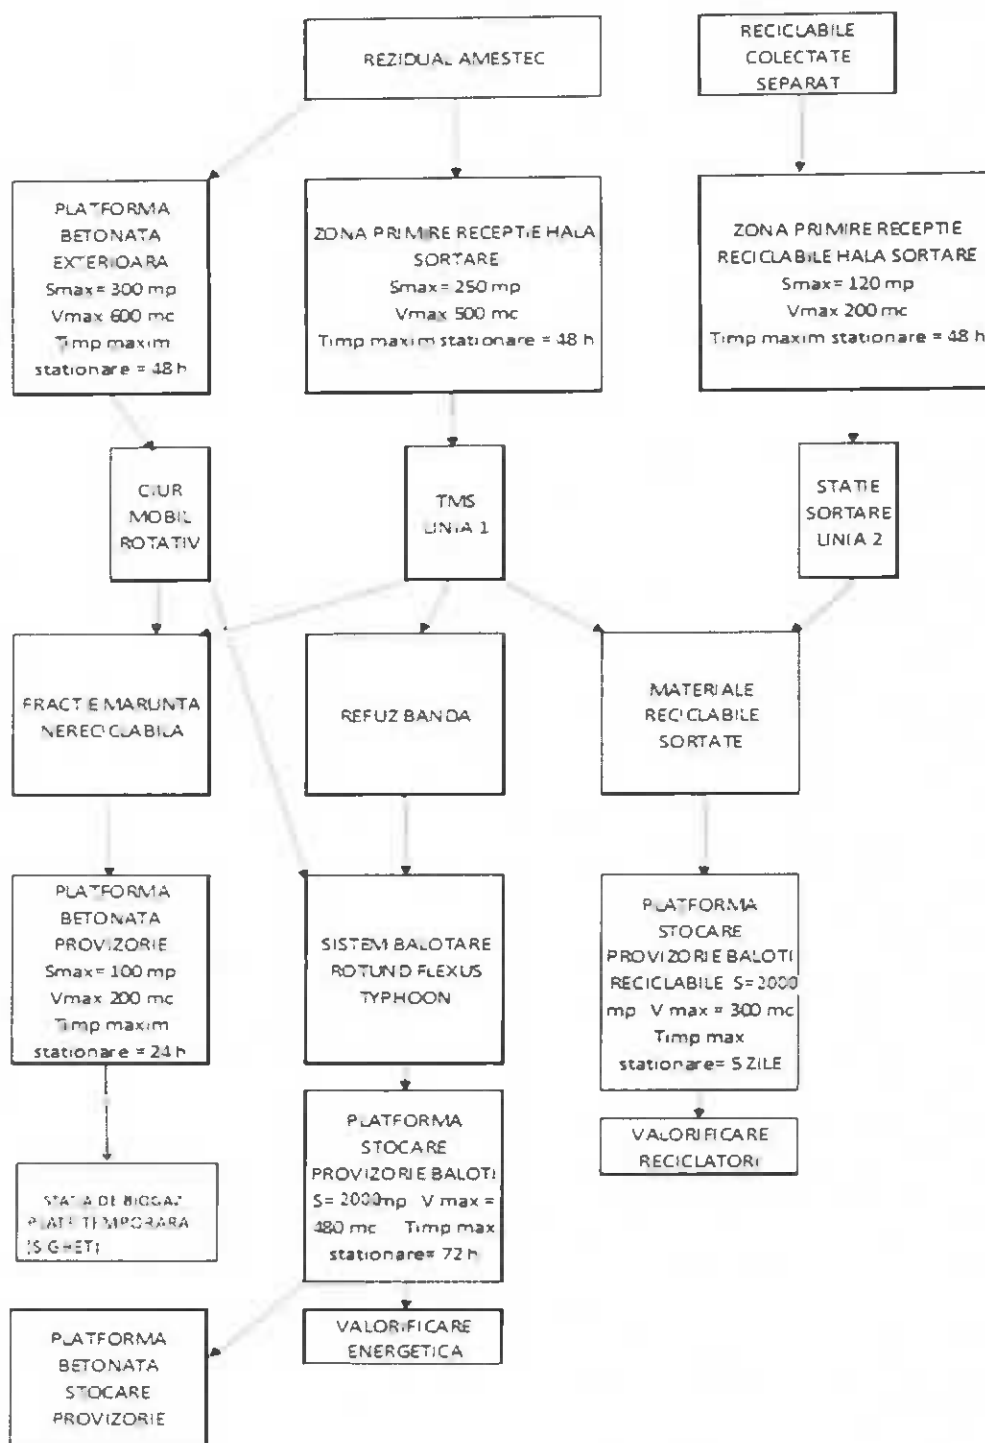 REZIDUAL AMESTEC
RECICLABILE
COLECTATE
SEPARAT
PLATFORMA
BETONATA
EXTERIOARA
Smax= 300 mp
Vmax 600 mc
Timp maxim
stationare = 48 h
ZONA PRIMIRE RECEPTIE HALA
SORTARE
Smax= 250 mp
Vmax 500 mc
Timp maxim stationare = 48 h
ZONA PRIMIRE RECEPTIE
RECICLABILE HALA SORTARE
Smax= 120 mp
Vmax 200 mc
Timp maxim stationare = 48 h
CIUR
MOBIL
ROTATIV
TMS
LINIA 1
STATIE
SORTARE
LINIA 2
FRACTIE MARUNTA
NERECICLABILA
REFUZ BANDA
MATERIALE
RECICLABILE
SORTATE
PLATFORMA
BETONATA
PROVIZORIE
Smax= 100 mp
Vmax 200 mc
Timp maxim
stationare = 24 h
SISTEM BALOTARE
ROTUND FLEXUS
TYPHOON
PLATFORMA
STOCARE
PROVIZORIE BALOTI
RECICLABILE S= 2000
mp V max = 300 mc
Timp max
stationare= 5 ZILE
STATIA DE BIOGAZ
TEMPORARA
PLATFORMA
STOCARE
PROVIZORIE BALOTI
S= 2000mp V max =
480 mc Timp max
stationare= 72 h
VALORIFICARE
RECICLATORI
PLATFORMA
BETONATA
STOCARE
PROVIZORIE
VALORIFICARE
ENERGETICA